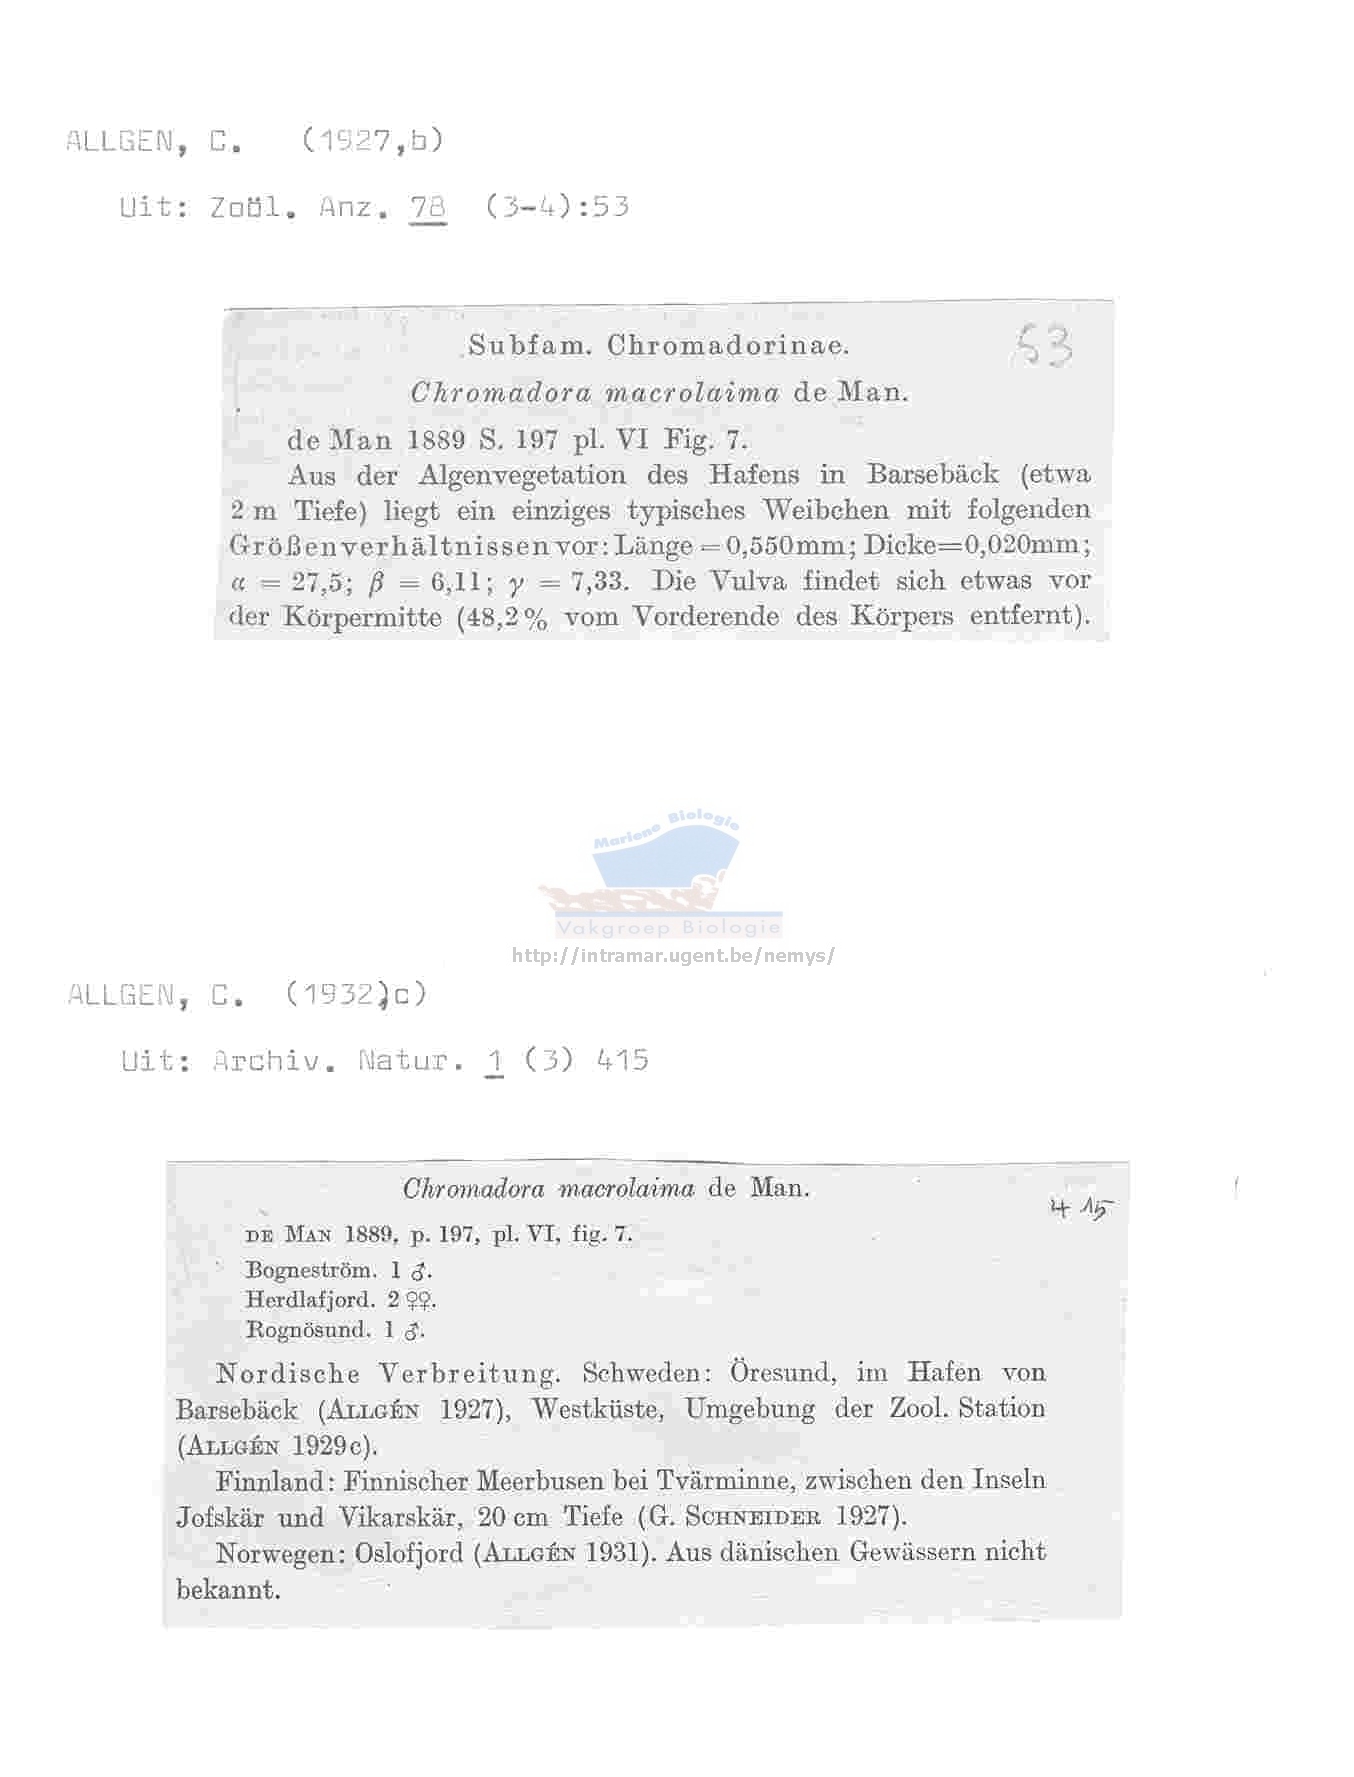 ALLGEN, C. (1927,b)
Uit: Zoöl. Anz. 78 (3-4):53
53
Subfam. Chromadorinae.
Chromadora macrolaima de Man.
de Man 1889 S. 197 pl. VI Fig. 7.
Aus der Algenvegetation des Hafens in Barsebäck (etwa
2 m Tiefe) liegt ein einziges typisches Weibchen mit folgenden
Größenverhältnissen vor: Länge = 0,550mm; Dicke=0,020mm;
α = 27,5; β = 6,11; γ = 7,33. Die Vulva findet sich etwas vor
der Körpermitte (48,2% vom Vorderende des Körpers entfernt).
Mariene Biologie
Vakgroep Biologie
http://intramar.ugent.be/nemys/
ALLGEN, C. (1932,c)
Uit: Archiv. Natur. 1 (3) 415
Chromadora macrolaima de Man.
415
DE MAN 1889, p. 197, pl. VI, fig. 7.
Bogneström. 1 ♂.
Herdlafjord. 2 ♀♀.
Rognösund. 1 ♂.
Nordische Verbreitung. Schweden: Öresund, im Hafen von
Barsebäck (ALLGÉN 1927), Westküste, Umgebung der Zool. Station
(ALLGÉN 1929c).
Finnland: Finnischer Meerbusen bei Tvärminne, zwischen den Inseln
Jofskär und Vikarskär, 20 cm Tiefe (G. SCHNEIDER 1927).
Norwegen: Oslofjord (ALLGÉN 1931). Aus dänischen Gewässern nicht
bekannt.